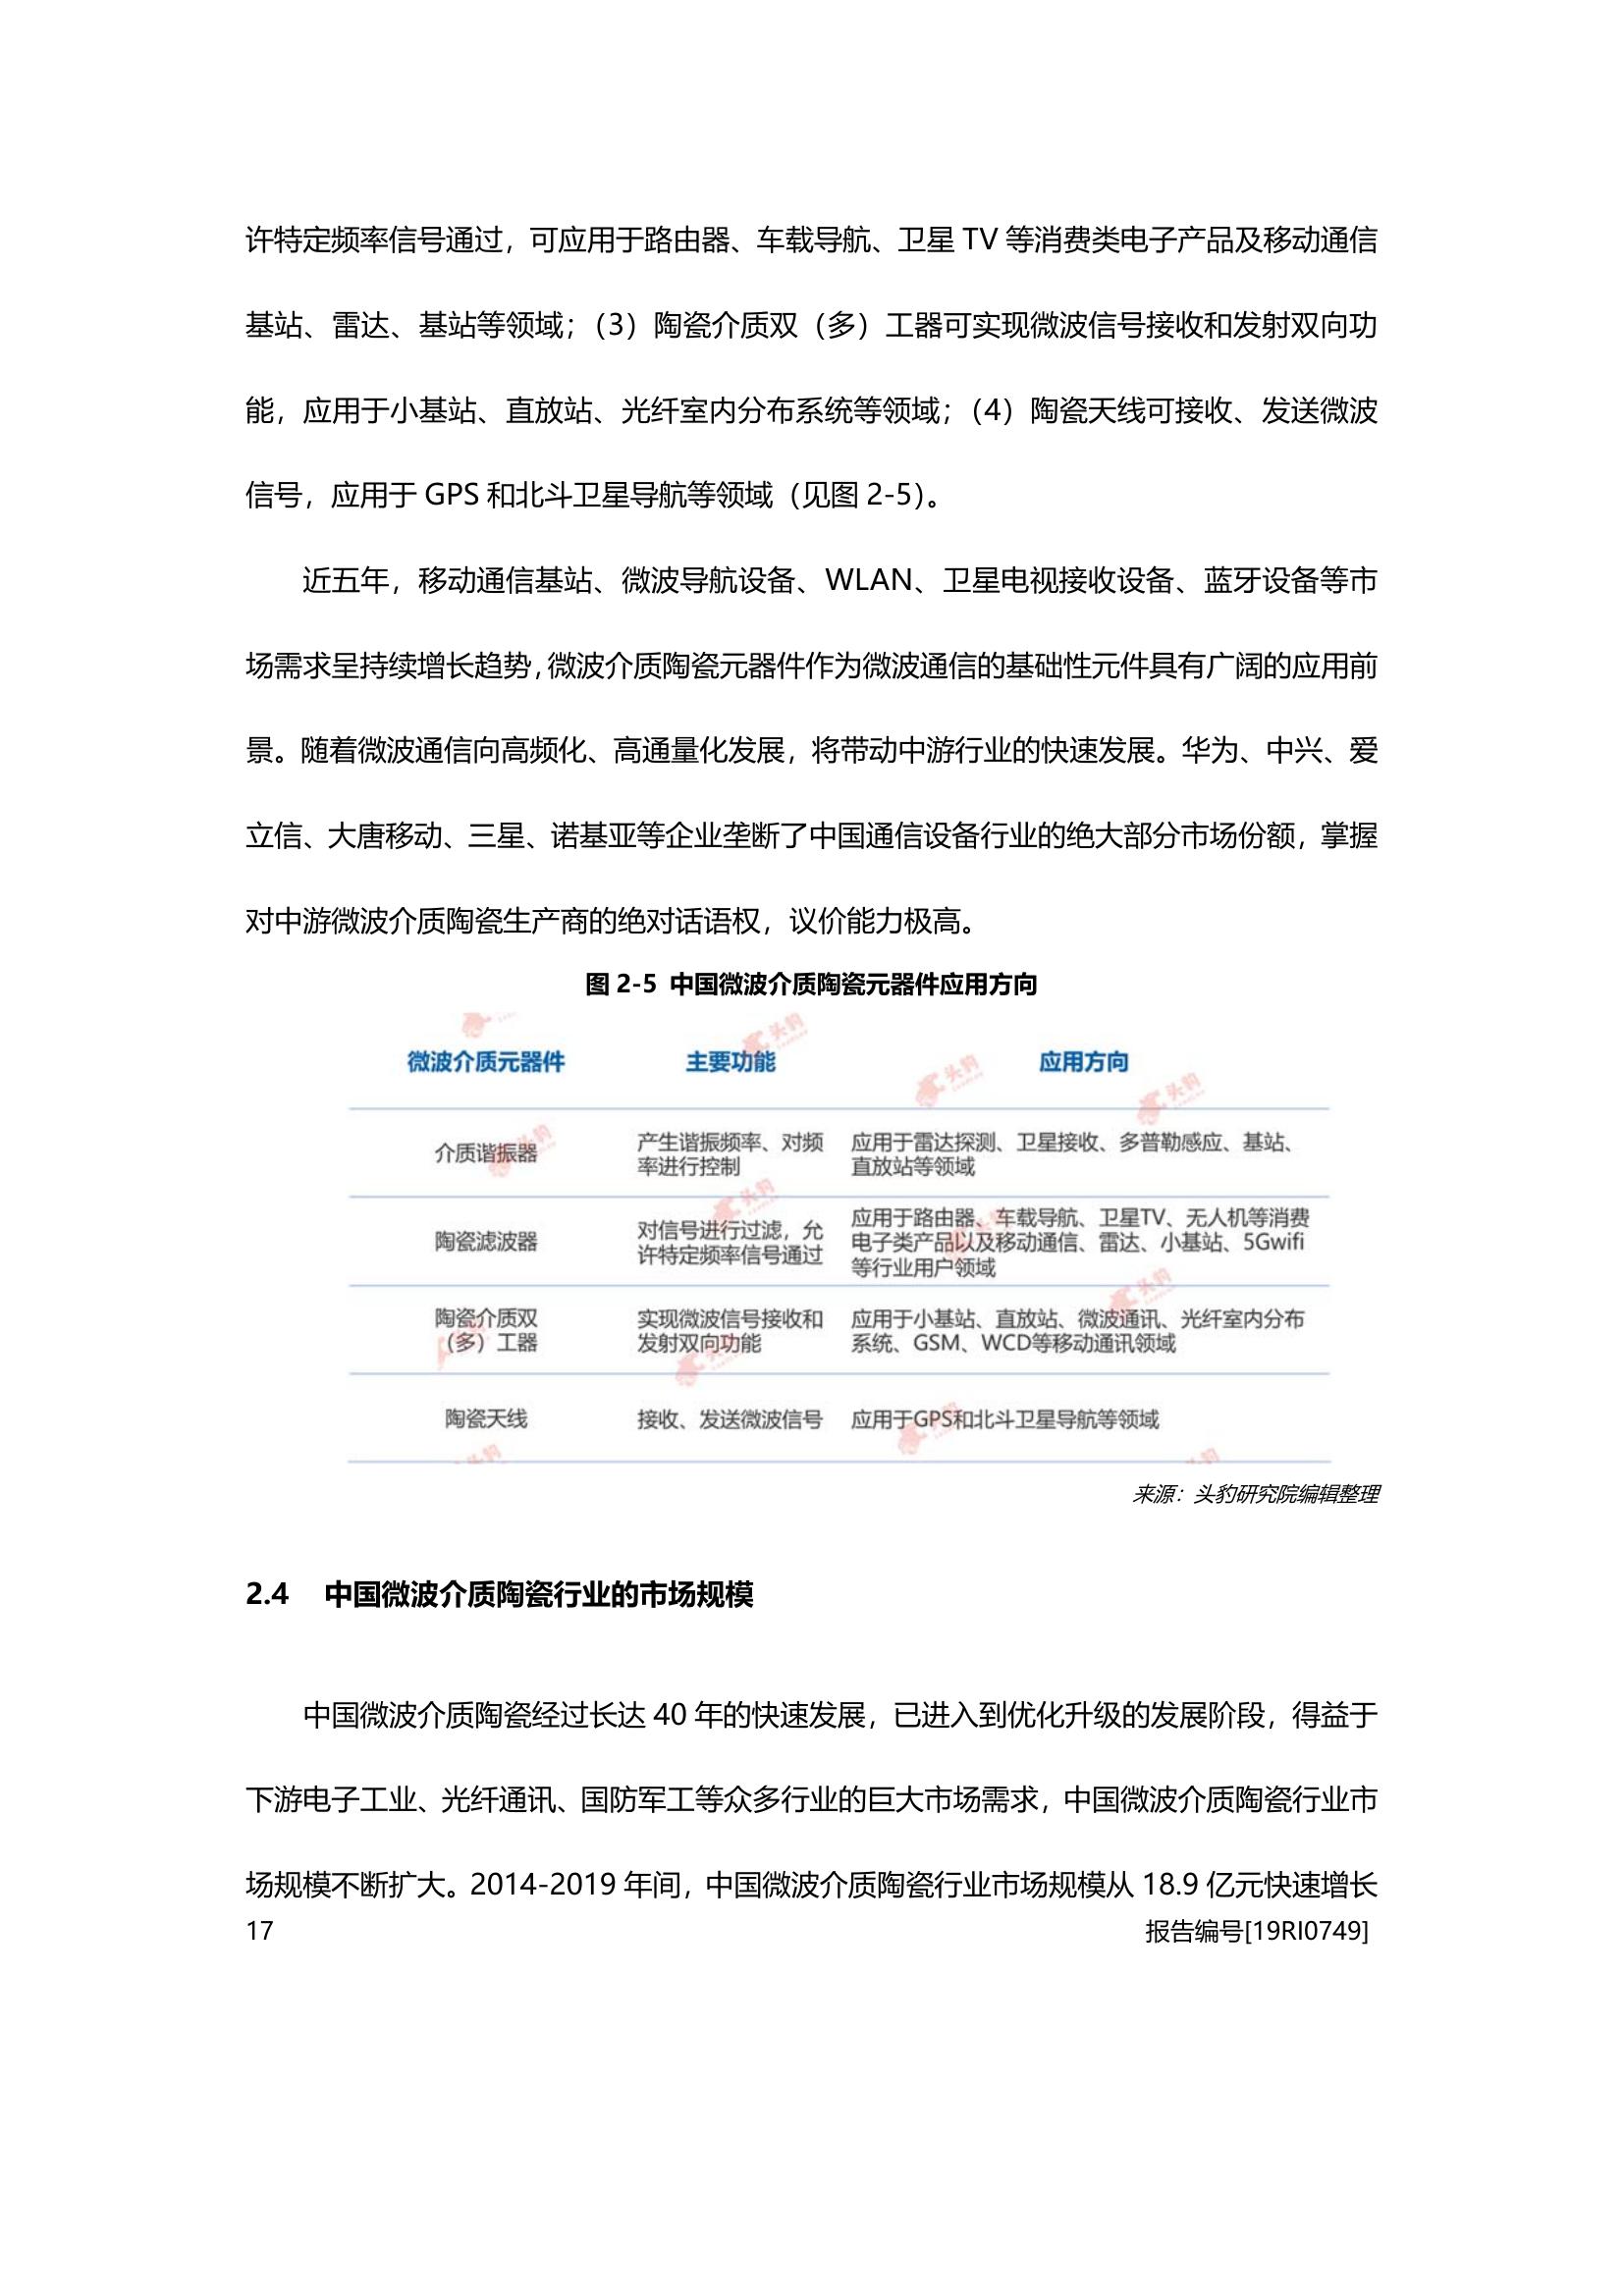 许特定频率信号通过，可应用于路由器、车载导航、卫星 TV 等消费类电子产品及移动通信
基站、雷达、基站等领域；（3）陶瓷介质双（多）工器可实现微波信号接收和发射双向功
能，应用于小基站、直放站、光纤室内分布系统等领域；（4）陶瓷天线可接收、发送微波
信号，应用于 GPS 和北斗卫星导航等领域（见图 2-5）。
近五年，移动通信基站、微波导航设备、WLAN、卫星电视接收设备、蓝牙设备等市
场需求呈持续增长趋势，微波介质陶瓷元器件作为微波通信的基础性元件具有广阔的应用前
景。随着微波通信向高频化、高通量化发展，将带动中游行业的快速发展。华为、中兴、爱
立信、大唐移动、三星、诺基亚等企业垄断了中国通信设备行业的绝大部分市场份额，掌握
对中游微波介质陶瓷生产商的绝对话语权，议价能力极高。
图 2-5 中国微波介质陶瓷元器件应用方向
微波介质元器件 主要功能 应用方向
介质谐振器
产生谐振频率、对频
率进行控制
应用于雷达探测、卫星接收、多普勒感应、基站、
直放站等领域
陶瓷滤波器
对信号进行过滤，允
许特定频率信号通过
应用于路由器、车载导航、卫星TV、无人机等消费
电子类产品以及移动通信、雷达、小基站、5Gwifi
等行业用户领域
陶瓷介质双
（多）工器
实现微波信号接收和
发射双向功能
应用于小基站、直放站、微波通讯、光纤室内分布
系统、GSM、WCD等移动通讯领域
陶瓷天线
接收、发送微波信号
应用于GPS和北斗卫星导航等领域
来源：头豹研究院编辑整理
2.4 中国微波介质陶瓷行业的市场规模
中国微波介质陶瓷经过长达 40 年的快速发展，已进入到优化升级的发展阶段，得益于
下游电子工业、光纤通讯、国防军工等众多行业的巨大市场需求，中国微波介质陶瓷行业市
场规模不断扩大。2014-2019 年间，中国微波介质陶瓷行业市场规模从 18.9 亿元快速增长
17 报告编号[19RI0749]